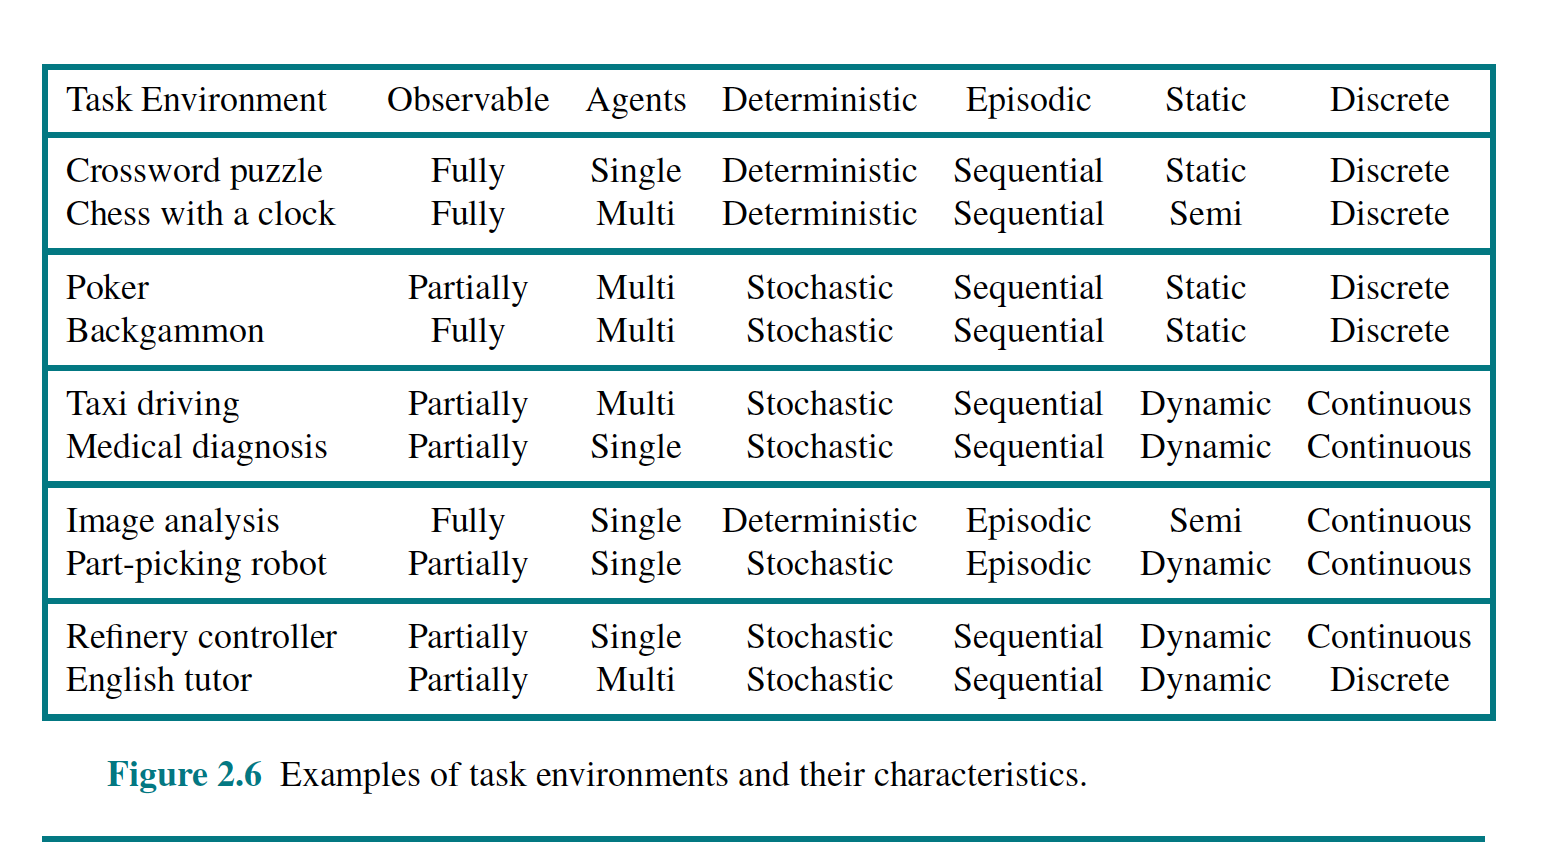 Task Environment Observable Agents Deterministic Episodic Static Discrete
Crossword puzzle Fully Single Deterministic Sequential Static Discrete
Chess with a clock Fully Multi Deterministic Sequential Semi Discrete
Poker Partially Multi Stochastic Sequential Static Discrete
Backgammon Fully Multi Stochastic Sequential Static Discrete
Taxi driving Partially Multi Stochastic Sequential Dynamic Continuous
Medical diagnosis Partially Single Stochastic Sequential Dynamic Continuous
Image analysis Fully Single Deterministic Episodic Semi Continuous
Part-picking robot Partially Single Stochastic Episodic Dynamic Continuous
Refinery controller Partially Single Stochastic Sequential Dynamic Continuous
English tutor Partially Multi Stochastic Sequential Dynamic Discrete
Figure 2.6 Examples of task environments and their characteristics.